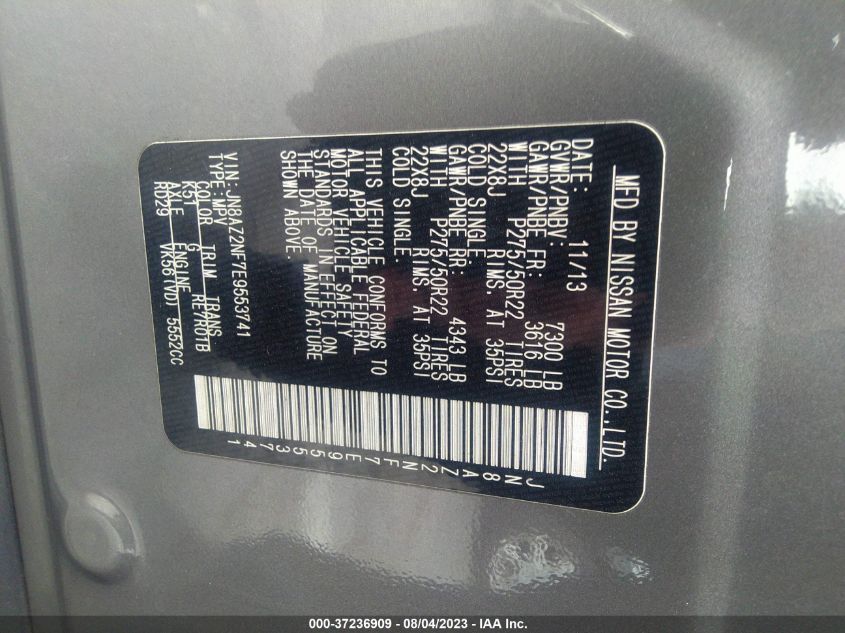 MFD BY NISSAN MOTOR CO.,LTD.
DATE: 11/13
GVWR/PNBV: 7300 LB
GAWR/PNBE FR: 3616 LB
WITH P275/50R22 TIRES
22X8J RIMS. AT 35PSI
COLD SINGLE
GAWR/PNBE RR: 4343 LB
WITH P275/50R22 TIRES
22X8J RIMS. AT 35PSI
COLD SINGLE
THIS VEHICLE CONFORMS TO
ALL APPLICABLE FEDERAL
MOTOR VEHICLE SAFETY
STANDARDS IN EFFECT ON
THE DATE OF MANUFACTURE
SHOWN ABOVE.
VIN:JN8AZ2NF7E9553741
TYPE:MPV
COLOR TRIM TRANS
K51 G RE7R01B
AXLE ENGINE
RD29 VK56(VD) 5552CC
JN8AZ2NF7E9553741
000-37236909 - 08/04/2023 - IAA Inc.